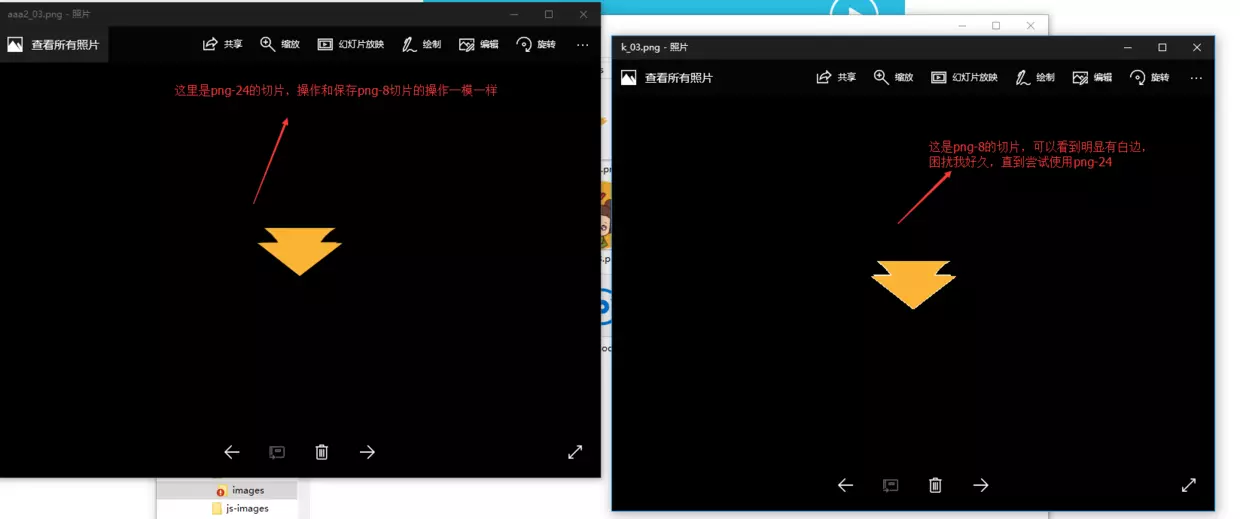 aaa2_03.png - 照片
查看所有照片
共享
缩放
幻灯片放映
绘制
编辑
旋转
这里是png-24的切片，操作和保存png-8切片的操作一模一样
k_03.png - 照片
查看所有照片
共享
缩放
幻灯片放映
绘制
编辑
旋转
这是png-8的切片，可以看到明显有白边，
困扰我好久，直到尝试使用png-24
images
js-images